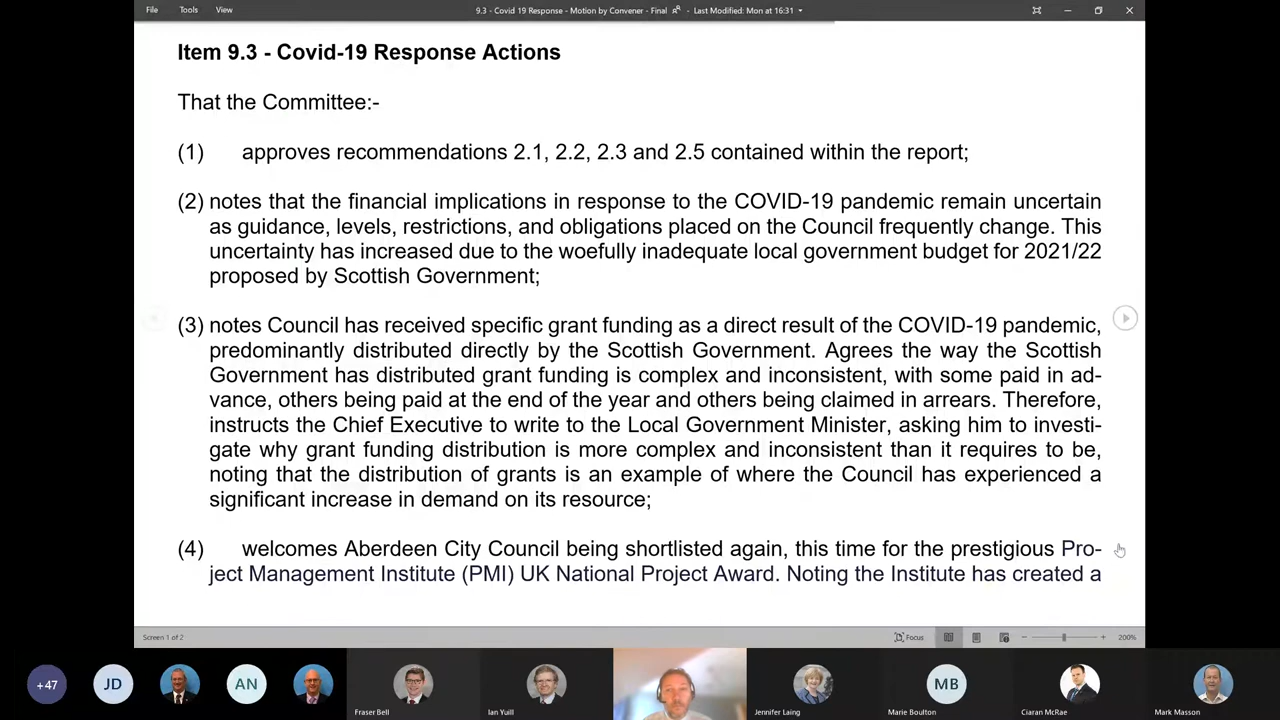 File Tools View 9.3 - Covid 19 Response - Motion by Convener - Final - Last Modified: Mon at 16:31
Item 9.3 - Covid-19 Response Actions
That the Committee:-
(1) approves recommendations 2.1, 2.2, 2.3 and 2.5 contained within the report;
(2) notes that the financial implications in response to the COVID-19 pandemic remain uncertain
as guidance, levels, restrictions, and obligations placed on the Council frequently change. This
uncertainty has increased due to the woefully inadequate local government budget for 2021/22
proposed by Scottish Government;
(3) notes Council has received specific grant funding as a direct result of the COVID-19 pandemic,
predominantly distributed directly by the Scottish Government. Agrees the way the Scottish
Government has distributed grant funding is complex and inconsistent, with some paid in ad-
vance, others being paid at the end of the year and others being claimed in arrears. Therefore,
instructs the Chief Executive to write to the Local Government Minister, asking him to investi-
gate why grant funding distribution is more complex and inconsistent than it requires to be,
noting that the distribution of grants is an example of where the Council has experienced a
significant increase in demand on its resource;
(4) welcomes Aberdeen City Council being shortlisted again, this time for the prestigious Pro-
ject Management Institute (PMI) UK National Project Award. Noting the Institute has created a
Screen 1 of 2 Focus 200%
+47 JD AN MB
Fraser Bell Ian Yuill Jennifer Laing Marie Boulton Ciaran McRae Mark Masson